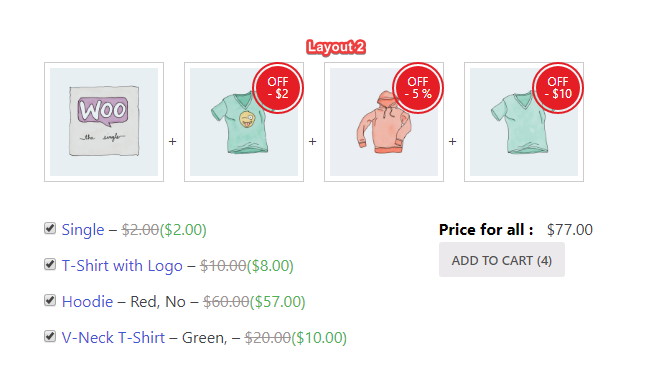 Layout 2
WOO
the single
+
OFF
- $2
+
OFF
- 5 %
+
OFF
- $10
Single – $2.00($2.00)
T-Shirt with Logo – $10.00($8.00)
Hoodie – Red, No – $60.00($57.00)
V-Neck T-Shirt – Green, – $20.00($10.00)
Price for all : $77.00
ADD TO CART (4)